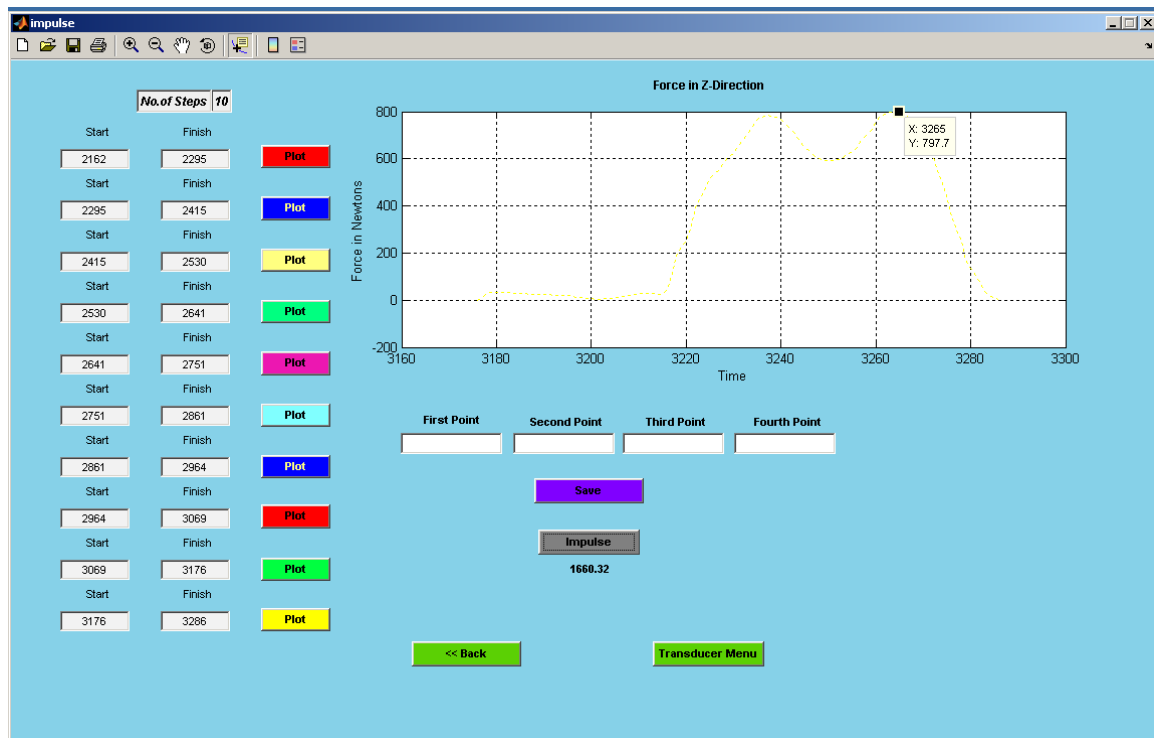 impulse
No.of Steps 10
Start Finish
2162 2295 Plot
Start Finish
2295 2415 Plot
Start Finish
2415 2530 Plot
Start Finish
2530 2641 Plot
Start Finish
2641 2751 Plot
Start Finish
2751 2861 Plot
Start Finish
2861 2964 Plot
Start Finish
2964 3069 Plot
Start Finish
3069 3176 Plot
Start Finish
3176 3286 Plot
Force in Z-Direction
Force in Newtons
800
600
400
200
0
-200
X: 3265
Y: 797.7
3160 3180 3200 3220 3240 3260 3280 3300
Time
First Point Second Point Third Point Fourth Point
Save
Impulse
1660.32
<< Back Transducer Menu